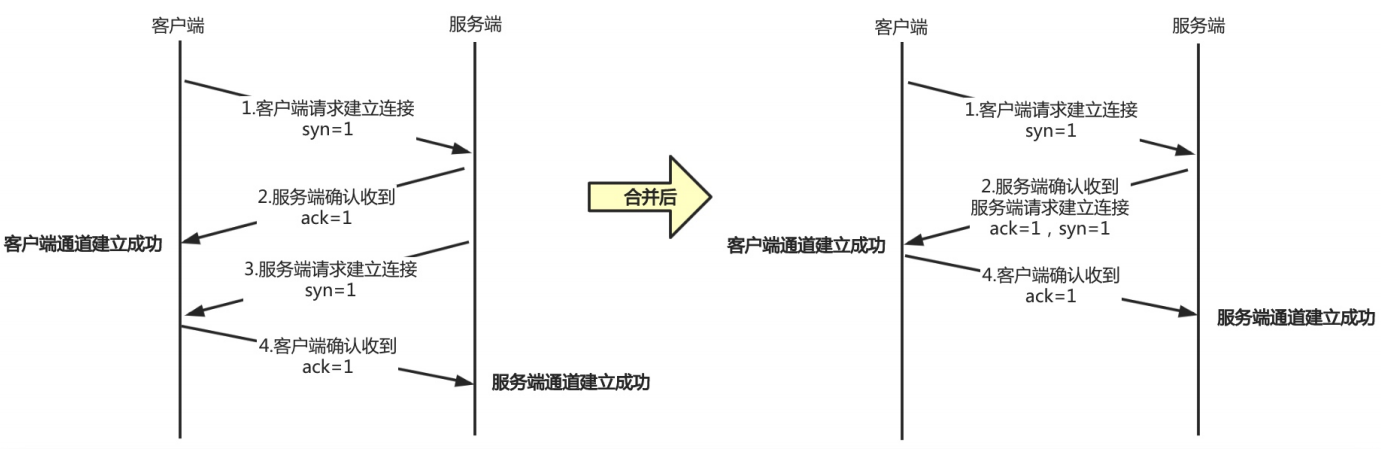 客户端
服务端
1.客户端请求建立连接
syn=1
2.服务端确认收到
ack=1
客户端通道建立成功
3.服务端请求建立连接
syn=1
4.客户端确认收到
ack=1
服务端通道建立成功
合并后
客户端
服务端
1.客户端请求建立连接
syn=1
2.服务端确认收到
服务端请求建立连接
ack=1，syn=1
客户端通道建立成功
4.客户端确认收到
ack=1
服务端通道建立成功